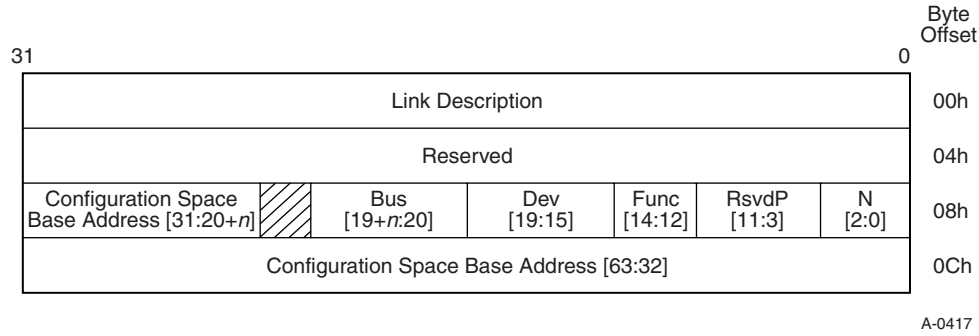 Byte
Offset
31 0
Link Description 00h
Reserved 04h
Configuration Space Bus Dev Func RsvdP N
Base Address [31:20+n] [19+n:20] [19:15] [14:12] [11:3] [2:0] 08h
Configuration Space Base Address [63:32] 0Ch
A-0417